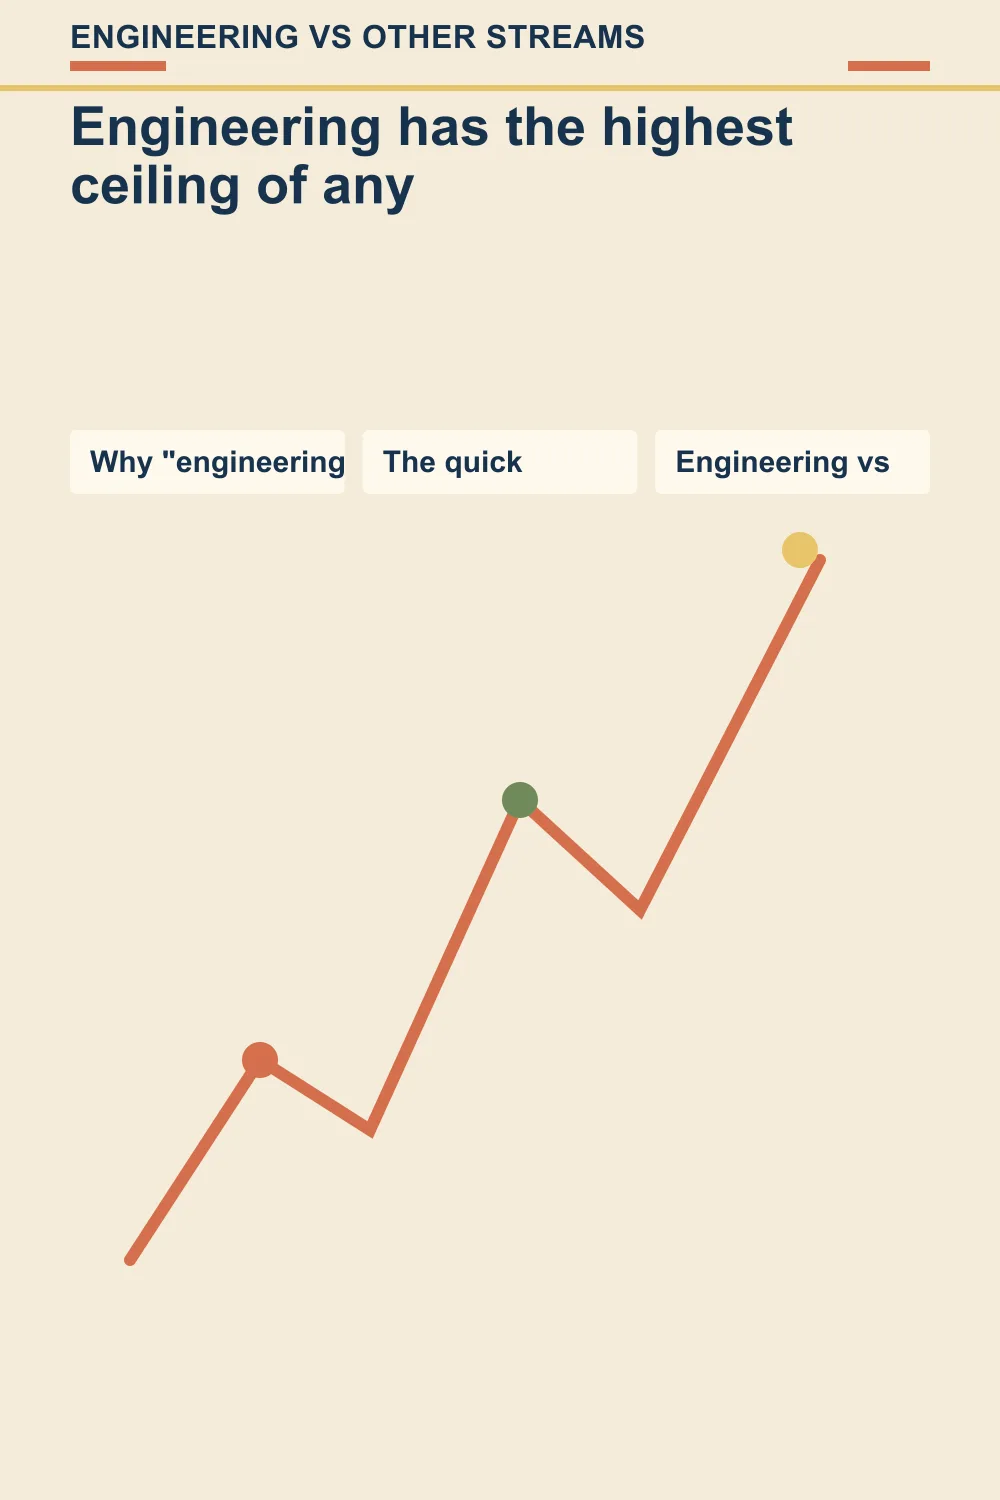 ENGINEERING VS OTHER STREAMS
Engineering has the highest
ceiling of any
Why "engineering
The quick
Engineering vs